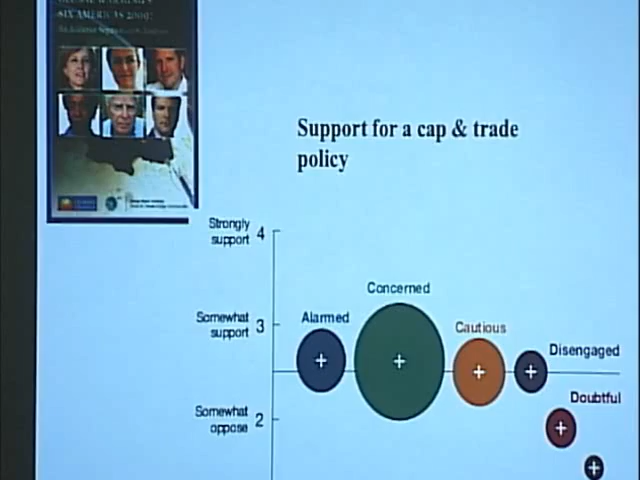 SIX AMERICAS 2009:
Support for a cap & trade
policy
Strongly
support 4
Concerned
Somewhat
support 3
Alarmed
Cautious
Disengaged
Doubtful
Somewhat
oppose 2